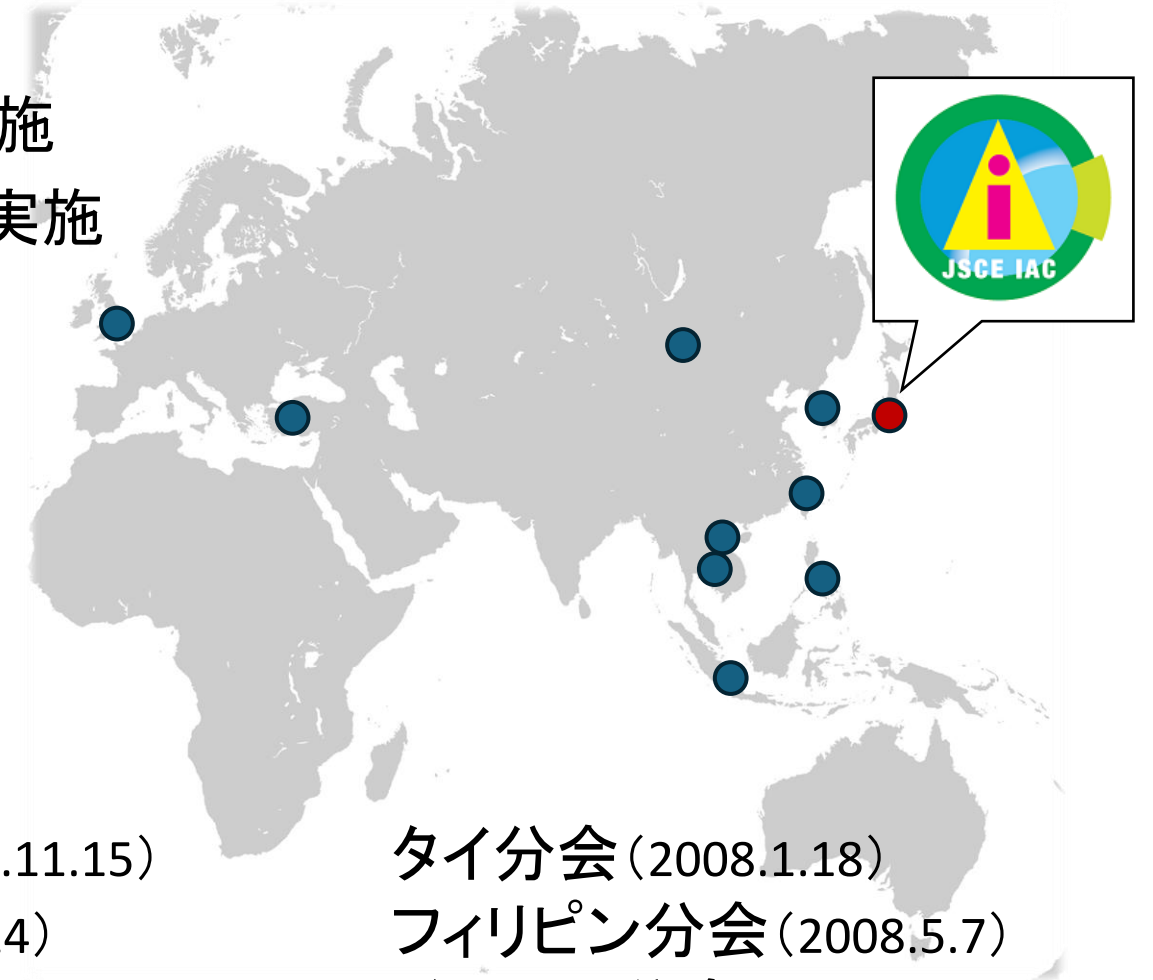 施
実施
JSCE IAC
.11.15）
タイ分会（2008.1.18）
4）
フィリピン分会（2008.5.7）